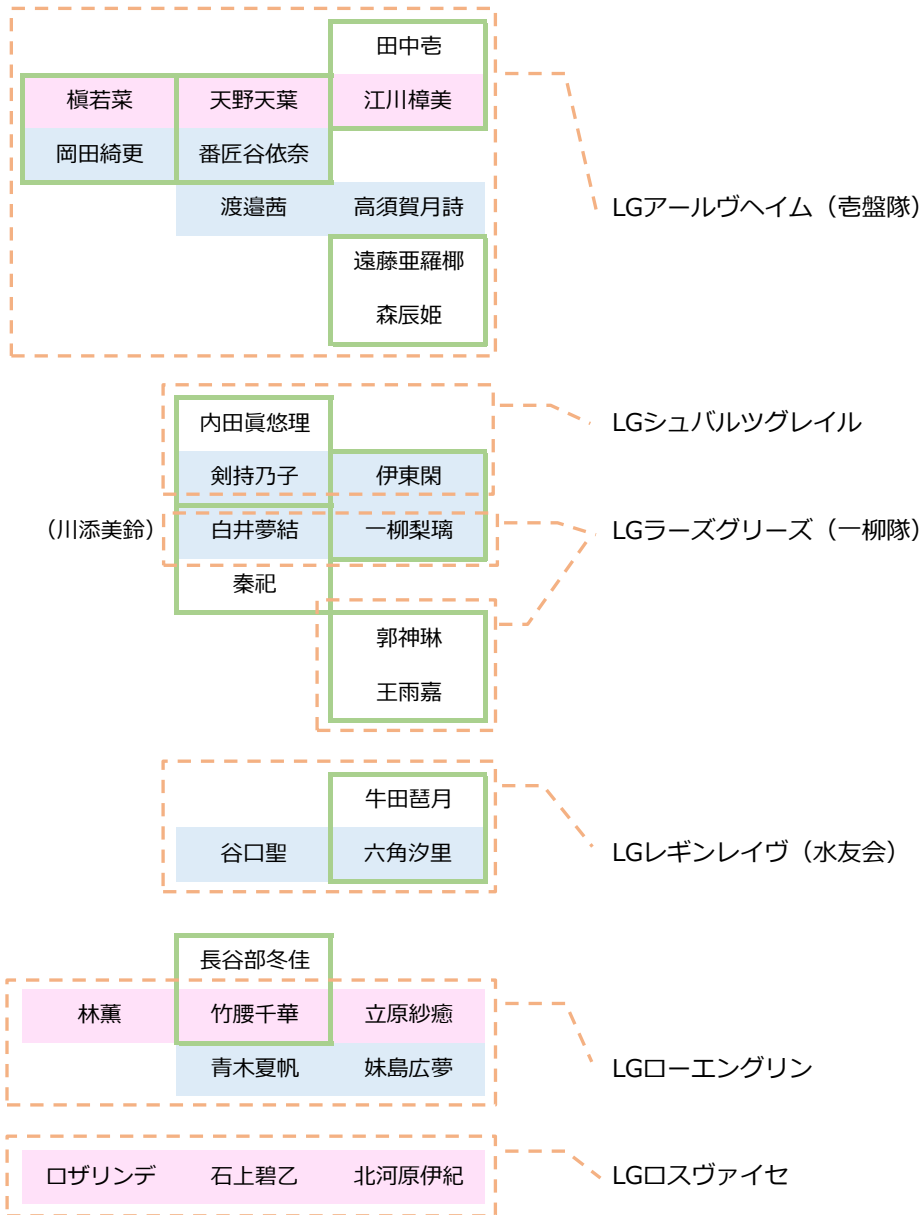 田中壱
槇若菜 天野天葉 江川樟美
岡田綺更 番匠谷依奈
渡邉茜 高須賀月詩 LGアールヴヘイム（壱盤隊）
遠藤亜羅椰
森辰姫
内田眞悠理 LGシュバルツグレイル
剣持乃子 伊東閑
（川添美鈴） 白井夢結 一柳梨璃 LGラーズグリーズ（一柳隊）
秦祀
郭神琳
王雨嘉
牛田琶月
谷口聖 六角汐里 LGレギンレイヴ（水友会）
長谷部冬佳
林薫 竹腰千華 立原紗癒
青木夏帆 妹島広夢 LGローエングリン
ロザリンデ 石上碧乙 北河原伊紀 LGロスヴァイセ